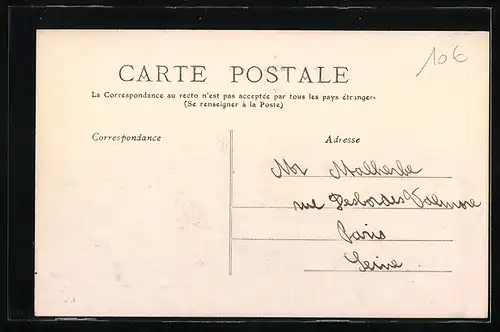 10€
CARTE POSTALE
La Correspondance au recto n'est pas acceptée par tous les pays étrangers
(Se renseigner à la Poste)
Correspondance
Adresse
Mr Malherbe
rue Desbordes Valmore
Paris
Seine